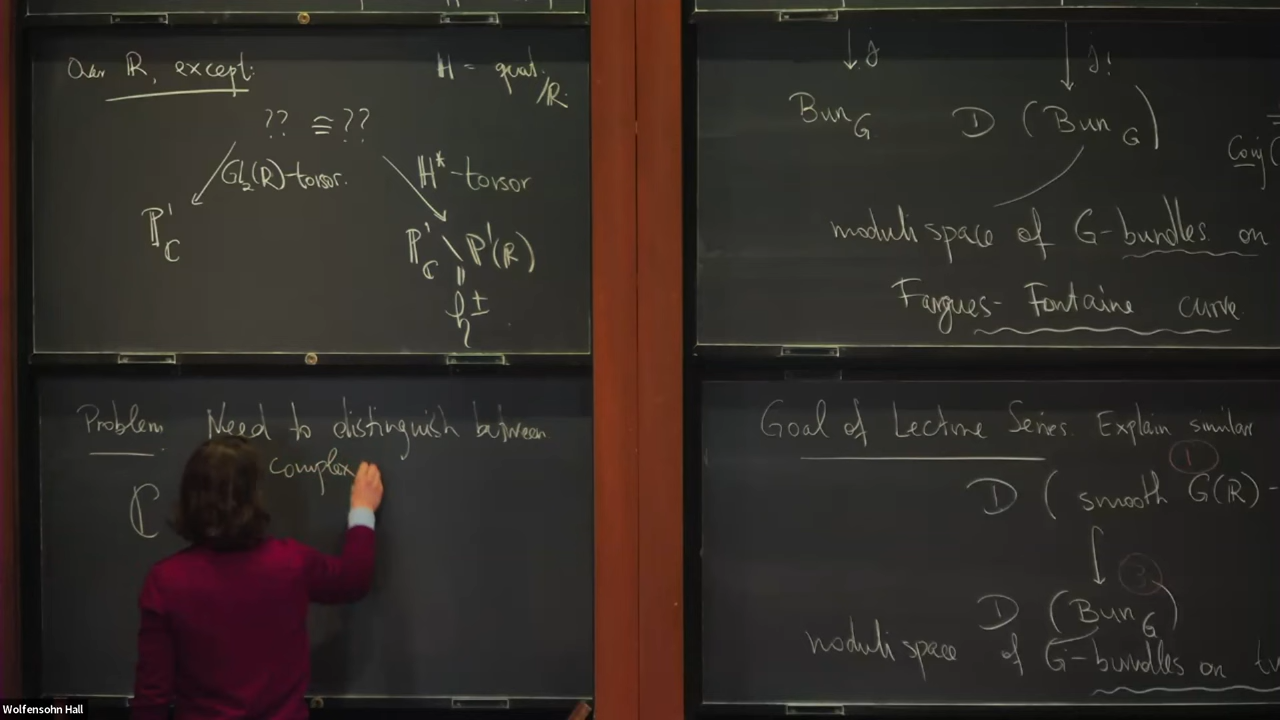 Over ℝ, except:
H = quat. /ℝ.
?? ≅ ??
GL₂(ℝ)-torsor.
H*-torsor
ℙ¹_ℂ
ℙ¹_ℂ \ ℙ¹(ℝ)
=
h^±
Problem. Need to distinguish between
complex
ℂ
Bun_G
D (Bun_G)
Conj
moduli space of G-bundles on
Fargues-Fontaine curve
Goal of Lecture Series. Explain similar
①
D ( smooth G(ℝ) -
D (Bun_G)
moduli space of G-bundles on
Wolfensohn Hall